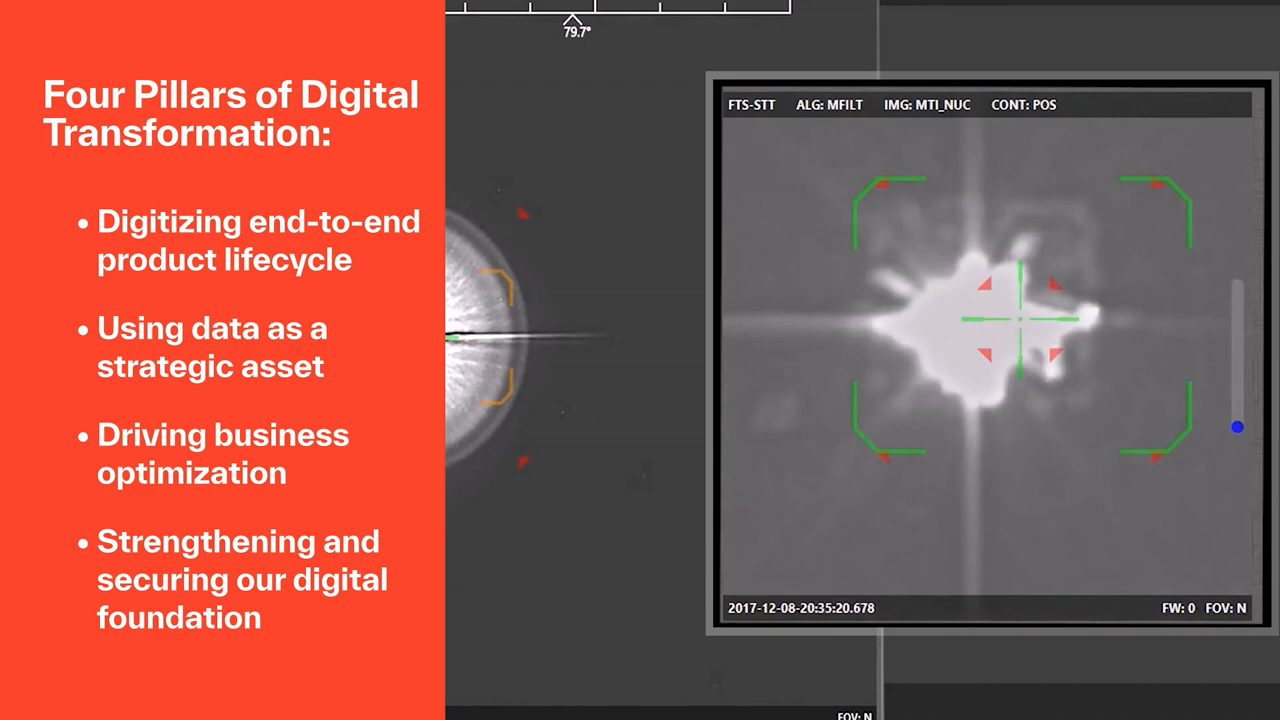 Four Pillars of Digital
Transformation:
• Digitizing end-to-end
product lifecycle
• Using data as a
strategic asset
• Driving business
optimization
• Strengthening and
securing our digital
foundation
79.7°
FTS-STT ALG: MFILT IMG: MTI_NUC CONT: POS
2017-12-08-20:35:20.678 FW: 0 FOV: N
FOV: N